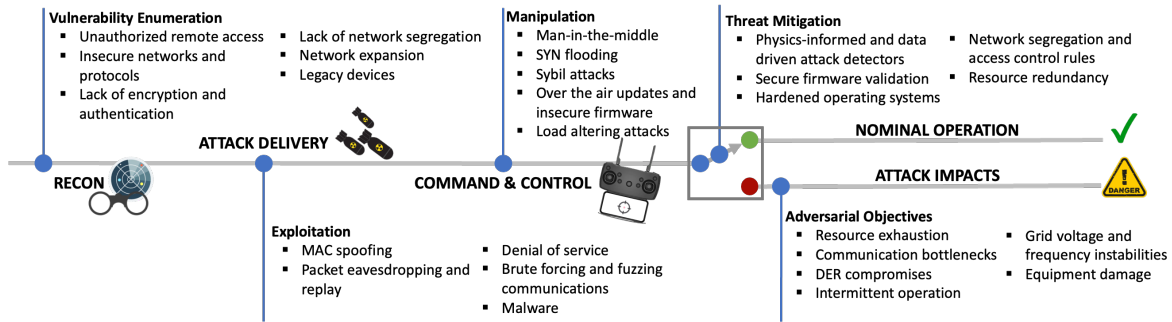 Vulnerability Enumeration
▪ Unauthorized remote access
▪ Insecure networks and
protocols
▪ Lack of encryption and
authentication
▪ Lack of network segregation
▪ Network expansion
▪ Legacy devices
Manipulation
▪ Man-in-the-middle
▪ SYN flooding
▪ Sybil attacks
▪ Over the air updates and
insecure firmware
▪ Load altering attacks
Threat Mitigation
▪ Physics-informed and data
driven attack detectors
▪ Secure firmware validation
▪ Hardened operating systems
▪ Network segregation and
access control rules
▪ Resource redundancy
ATTACK DELIVERY
NOMINAL OPERATION
RECON
COMMAND & CONTROL
ATTACK IMPACTS
DANGER
Exploitation
▪ MAC spoofing
▪ Packet eavesdropping and
replay
▪ Denial of service
▪ Brute forcing and fuzzing
communications
▪ Malware
Adversarial Objectives
▪ Resource exhaustion
▪ Communication bottlenecks
▪ DER compromises
▪ Intermittent operation
▪ Grid voltage and
frequency instabilities
▪ Equipment damage